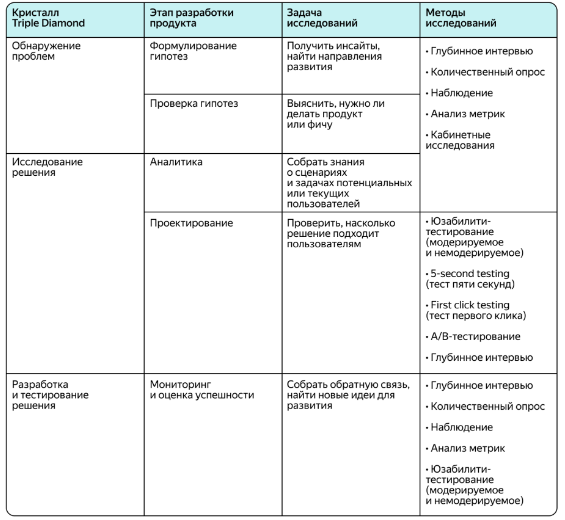 Кристалл
Triple Diamond
Этап разработки
продукта
Задача
исследований
Методы
исследований
Обнаружение
проблем
Формулирование
гипотез
Получить инсайты,
найти направления
развития
• Глубинное интервью
• Количественный опрос
• Наблюдение
• Анализ метрик
• Кабинетные
исследования
Проверка гипотез
Выяснить, нужно ли
делать продукт
или фичу
Исследование
решения
Аналитика
Собрать знания
о сценариях
и задачах потенциальных
или текущих
пользователей
Проектирование
Проверить, насколько
решение подходит
пользователям
• Юзабилити-
тестирование
(модерируемое
и немодерируемое)
• 5-second testing
(тест пяти секунд)
• First click testing
(тест первого клика)
• A/B-тестирование
• Глубинное интервью
Разработка
и тестирование
решения
Мониторинг
и оценка успешности
Собрать обратную связь,
найти новые идеи для
развития
• Глубинное интервью
• Количественный опрос
• Наблюдение
• Анализ метрик
• Юзабилити-
тестирование
(модерируемое
и немодерируемое)